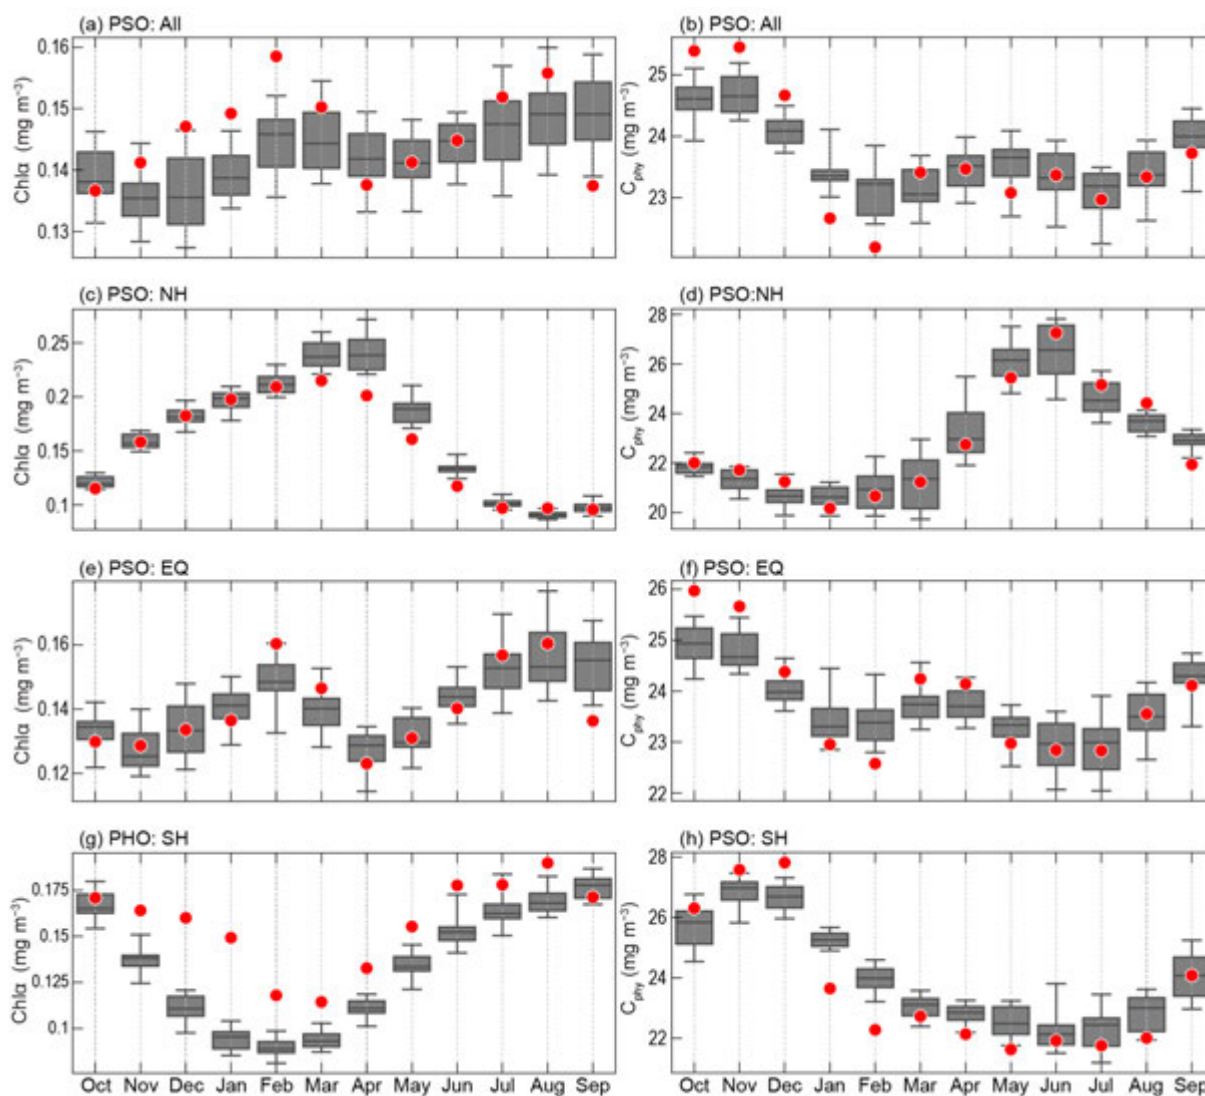 (a) PSO: All
(b) PSO: All
Chla (mg m⁻³)
0.16
0.15
0.14
0.13
C_phy (mg m⁻³)
25
24
23
(c) PSO: NH
(d) PSO:NH
Chla (mg m⁻³)
0.25
0.2
0.15
0.1
C_phy (mg m⁻³)
28
26
24
22
20
(e) PSO: EQ
(f) PSO: EQ
Chla (mg m⁻³)
0.16
0.14
0.12
C_phy (mg m⁻³)
26
25
24
23
22
(g) PHO: SH
(h) PSO: SH
Chla (mg m⁻³)
0.175
0.15
0.125
0.1
C_phy (mg m⁻³)
28
26
24
22
Oct Nov Dec Jan Feb Mar Apr May Jun Jul Aug Sep
Oct Nov Dec Jan Feb Mar Apr May Jun Jul Aug Sep